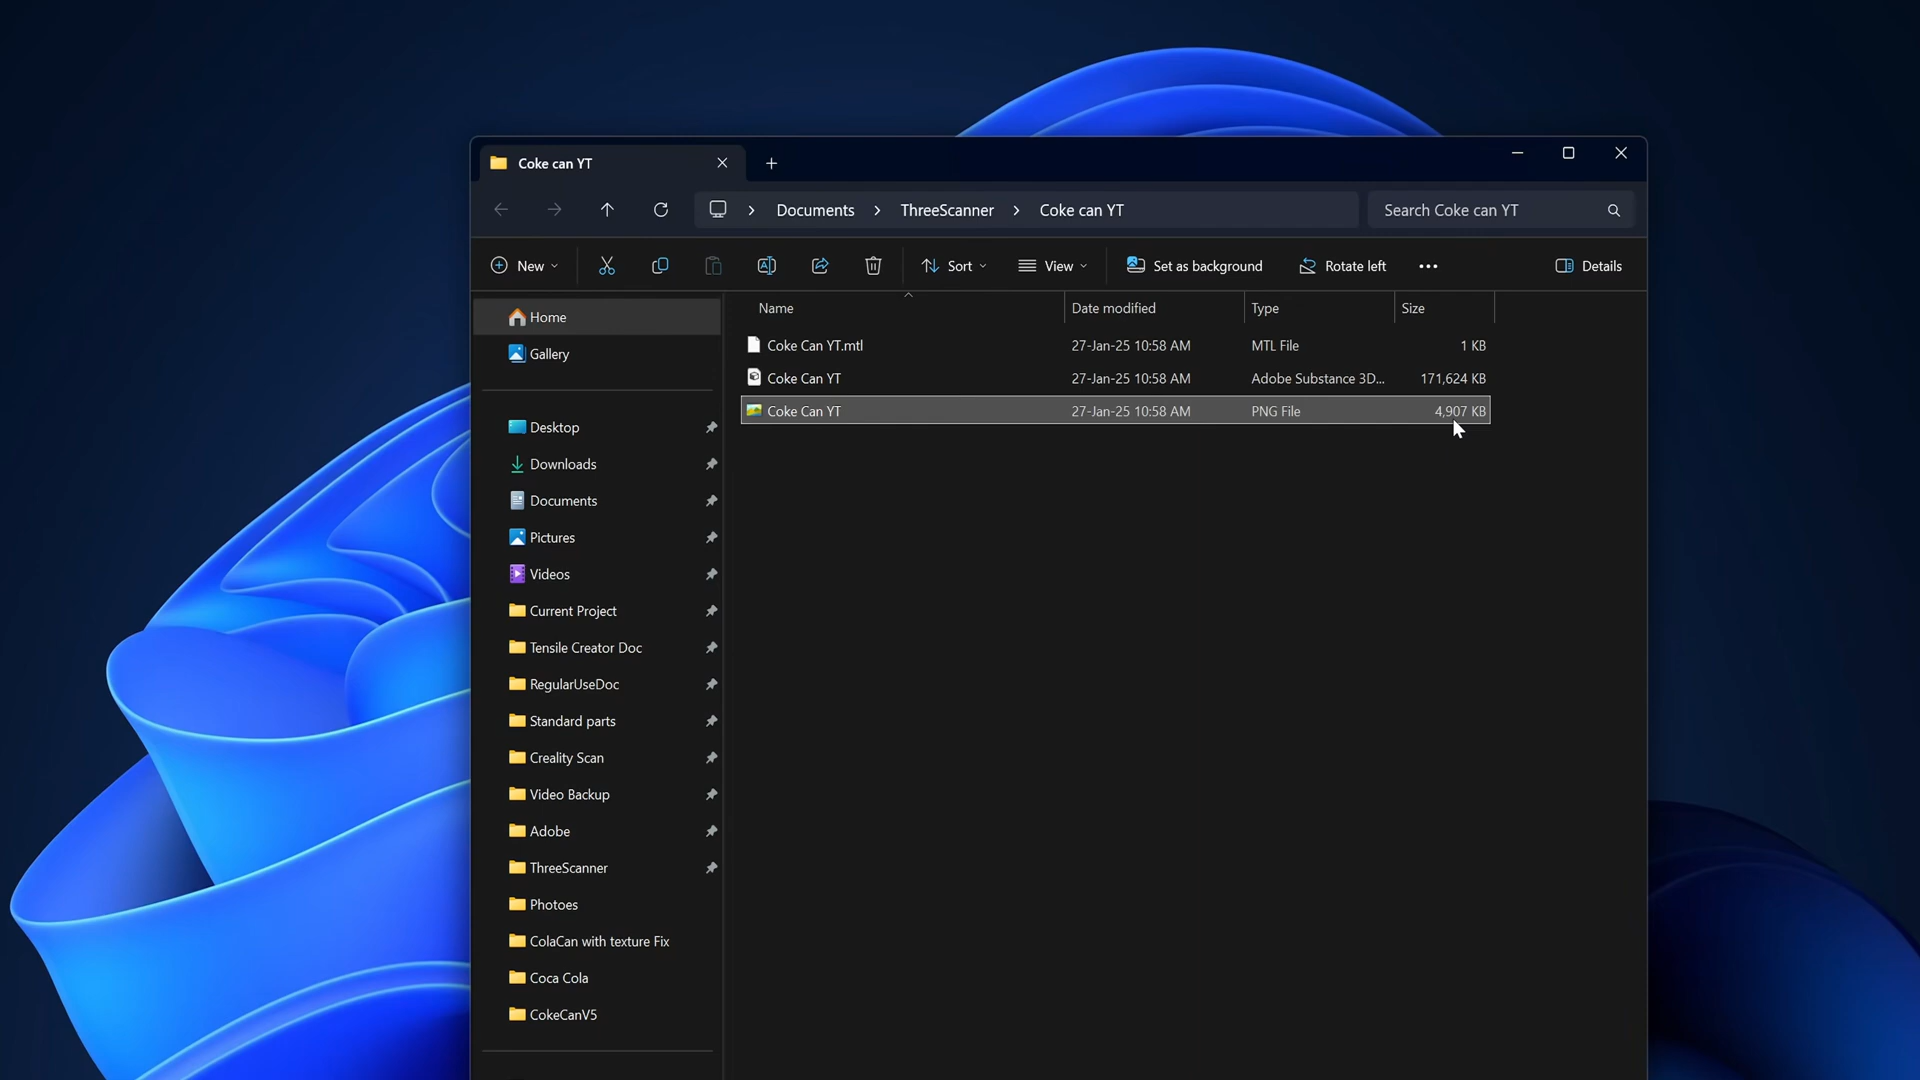 Coke can YT
Documents > ThreeScanner > Coke can YT
Search Coke can YT
New
Sort
View
Set as background
Rotate left
Details
Name Date modified Type Size
Coke Can YT.mtl 27-Jan-25 10:58 AM MTL File 1 KB
Coke Can YT 27-Jan-25 10:58 AM Adobe Substance 3D... 171,624 KB
Coke Can YT 27-Jan-25 10:58 AM PNG File 4,907 KB
Home
Gallery
Desktop
Downloads
Documents
Pictures
Videos
Current Project
Tensile Creator Doc
RegularUseDoc
Standard parts
Creality Scan
Video Backup
Adobe
ThreeScanner
Photoes
ColaCan with texture Fix
Coca Cola
CokeCanV5